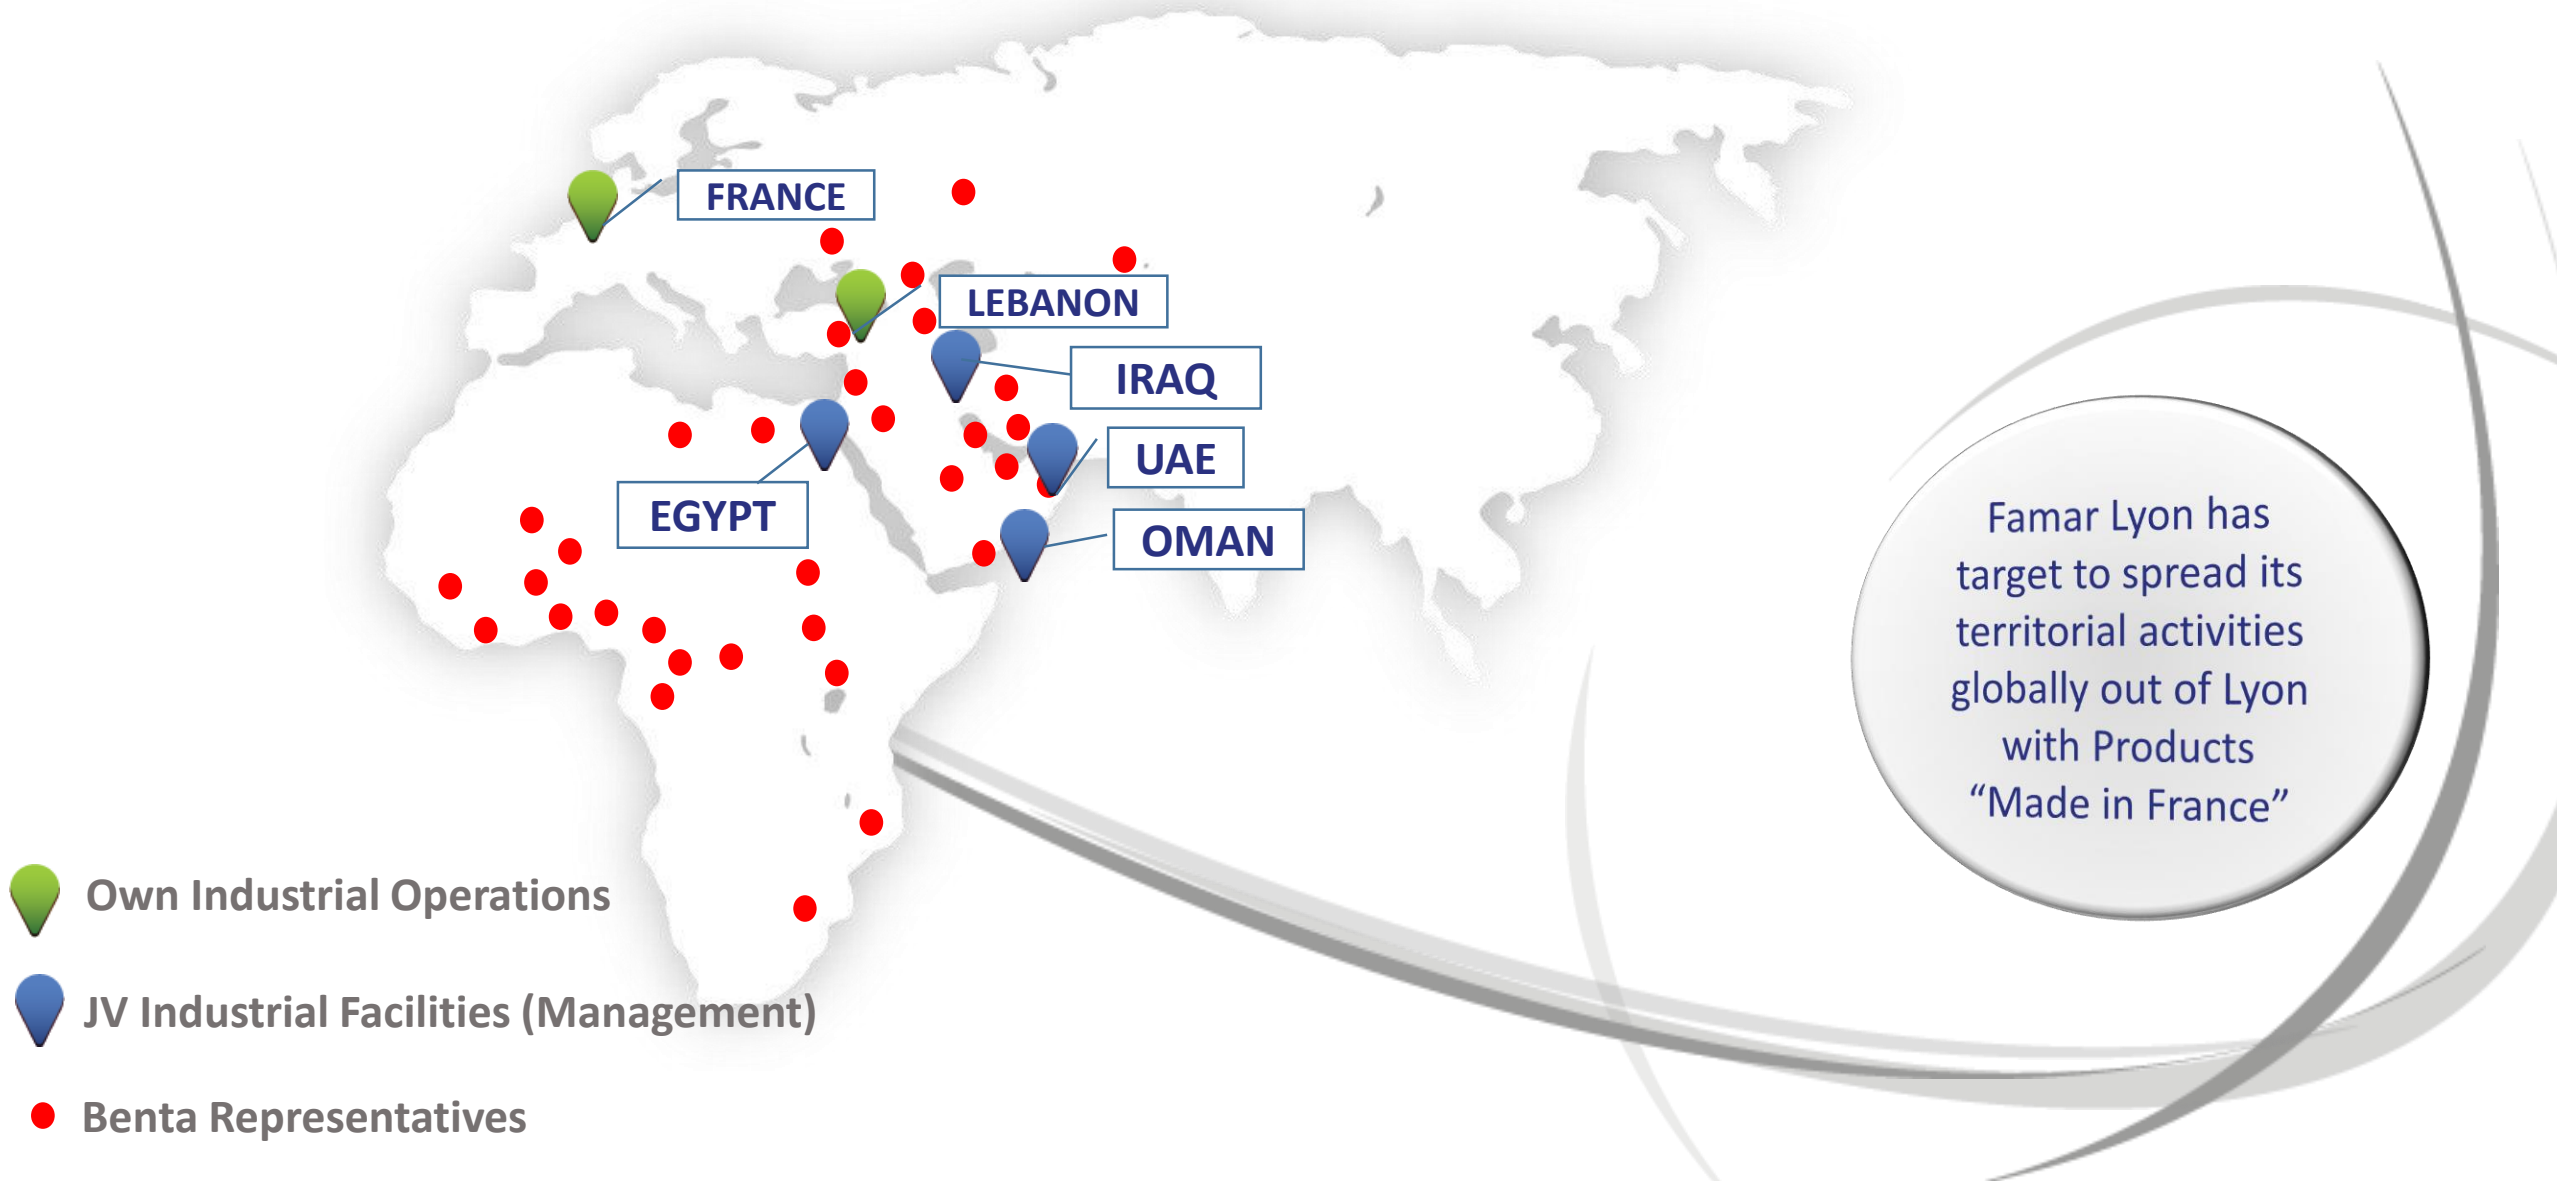 FRANCE
LEBANON
IRAQ
UAE
EGYPT
OMAN
Famar Lyon has
target to spread its
territorial activities
globally out of Lyon
with Products
“Made in France”
Own Industrial Operations
JV Industrial Facilities (Management)
Benta Representatives